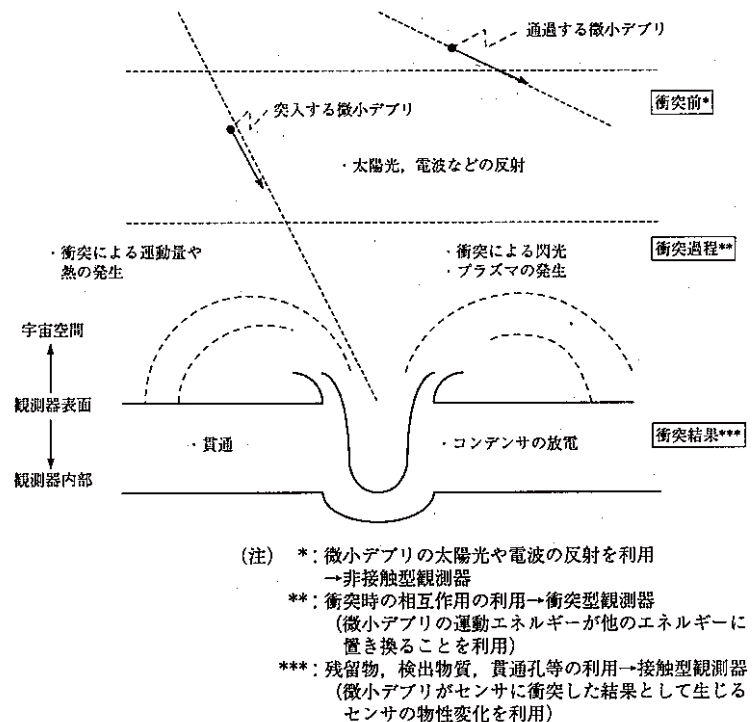 通過する微小デブリ
衝突前*
突入する微小デブリ
・太陽光，電波などの反射
・衝突による運動量や
熱の発生
・衝突による閃光
・プラズマの発生
衝突過程**
宇宙空間
観測器表面
観測器内部
・貫通
・コンデンサの放電
衝突結果***
(注) *：微小デブリの太陽光や電波の反射を利用
→非接触型観測器
**：衝突時の相互作用の利用→衝突型観測器
(微小デブリの運動エネルギーが他のエネルギーに
置き換ることを利用)
***：残留物，検出物質，貫通孔等の利用→接触型観測器
(微小デブリがセンサに衝突した結果として生じる
センサの物性変化を利用)